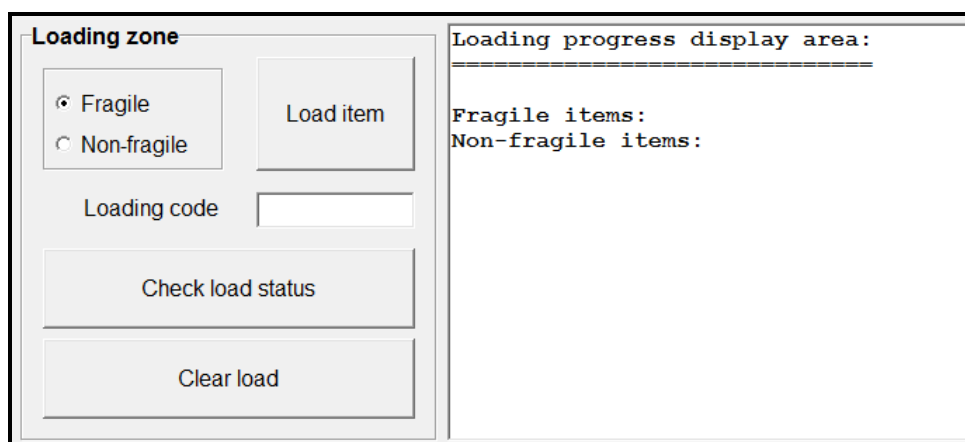 Loading zone
Fragile
Non-fragile
Load item
Loading code
Check load status
Clear load
Loading progress display area:
==============================
Fragile items:
Non-fragile items: